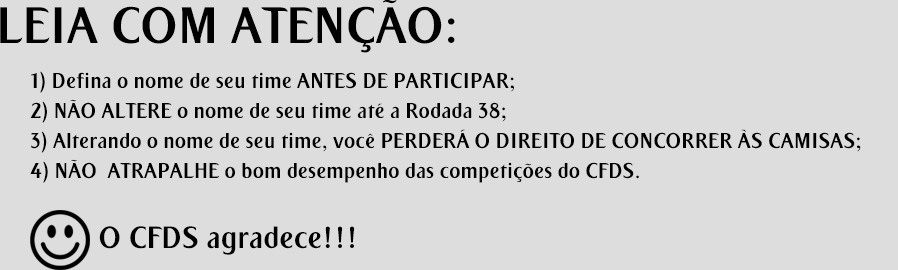 LEIA COM ATENÇÃO:
1) Defina o nome de seu time ANTES DE PARTICIPAR;
2) NÃO ALTERE o nome de seu time até a Rodada 38;
3) Alterando o nome de seu time, você PERDERÁ O DIREITO DE CONCORRER ÀS CAMISAS;
4) NÃO ATRAPALHE o bom desempenho das competições do CFDS.
O CFDS agradece!!!